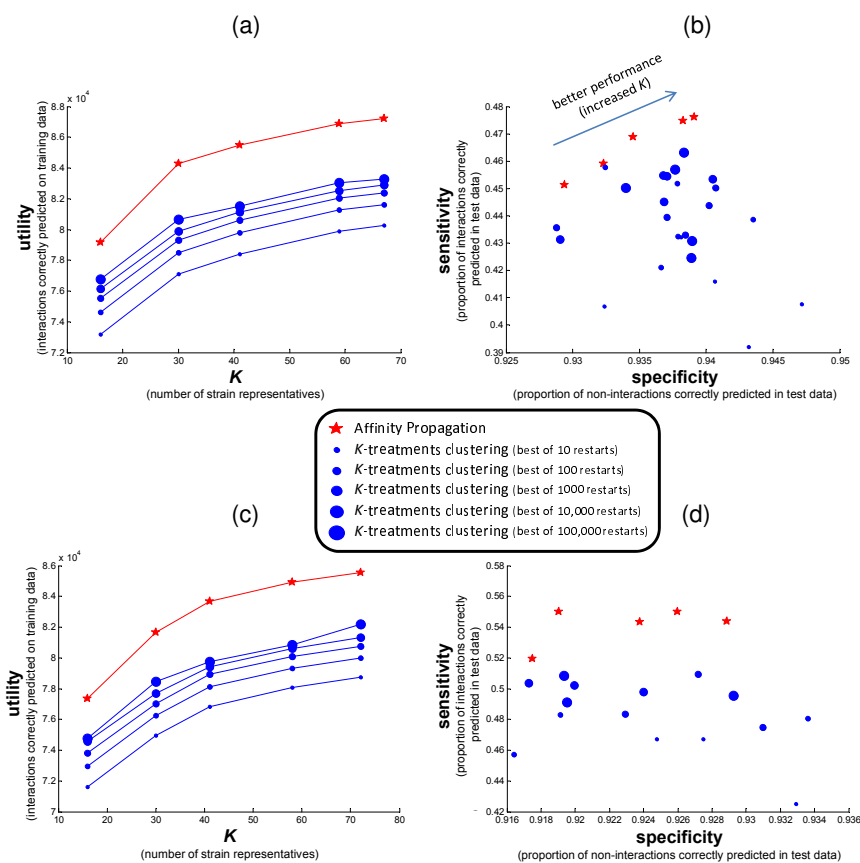 (a)
x 10^4
8.8
8.6
8.4
8.2
8
7.8
7.6
7.4
7.2
10
20
30
40
50
60
70
utility
(interactions correctly predicted on training data)
K
(number of strain representatives)
(b)
better performance
(increased K)
0.48
0.47
0.46
0.45
0.44
0.43
0.42
0.41
0.4
0.39
0.925
0.93
0.935
0.94
0.945
0.95
sensitivity
(proportion of interactions correctly
predicted in test data)
specificity
(proportion of non-interactions correctly predicted in test data)
Affinity Propagation
K-treatments clustering (best of 10 restarts)
K-treatments clustering (best of 100 restarts)
K-treatments clustering (best of 1000 restarts)
K-treatments clustering (best of 10,000 restarts)
K-treatments clustering (best of 100,000 restarts)
(c)
x 10^4
8.6
8.4
8.2
8
7.8
7.6
7.4
7.2
7
10
20
30
40
50
60
70
80
utility
(interactions correctly predicted on training data)
K
(number of strain representatives)
(d)
0.58
0.56
0.54
0.52
0.5
0.48
0.46
0.44
0.42
0.916
0.918
0.92
0.922
0.924
0.926
0.928
0.93
0.932
0.934
0.936
sensitivity
(proportion of interactions correctly
predicted in test data)
specificity
(proportion of non-interactions correctly predicted in test data)